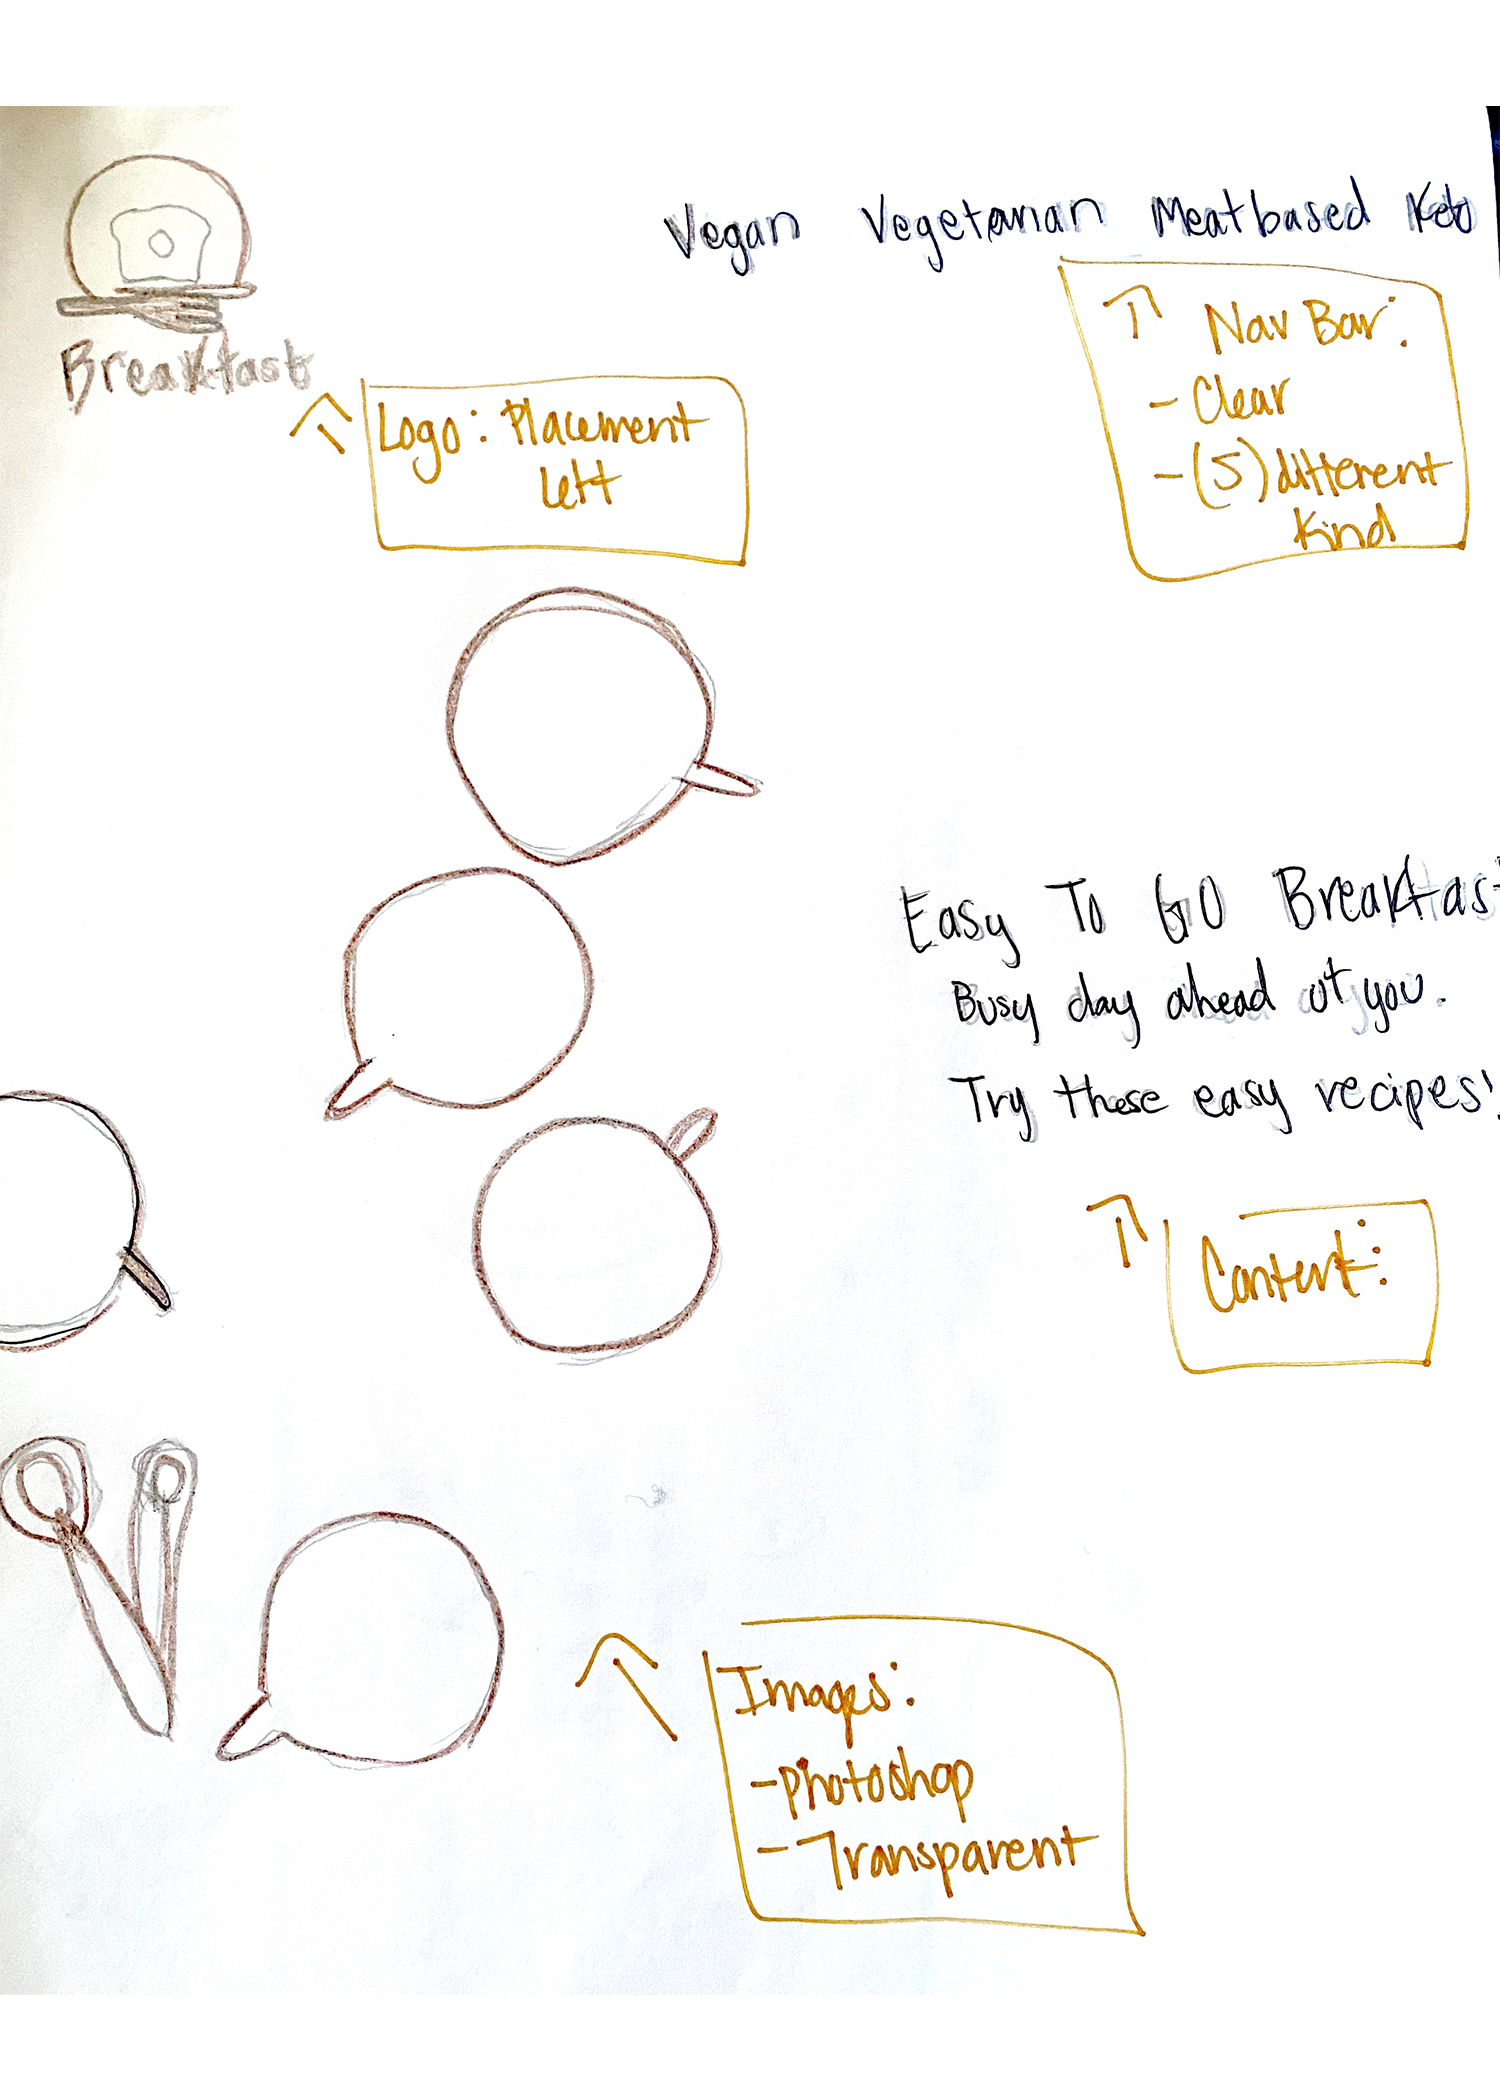 Vegan Vegetarian Meatbased Keto
Breakfast
↑ Nav Bar:
- Clear
- (5) different
kind
↑ Logo: Placement
left
Easy To GO Breakfast
Busy day ahead of you.
Try these easy recipes!
↑ Content:
↑ Images:
- Photoshop
- Transparent